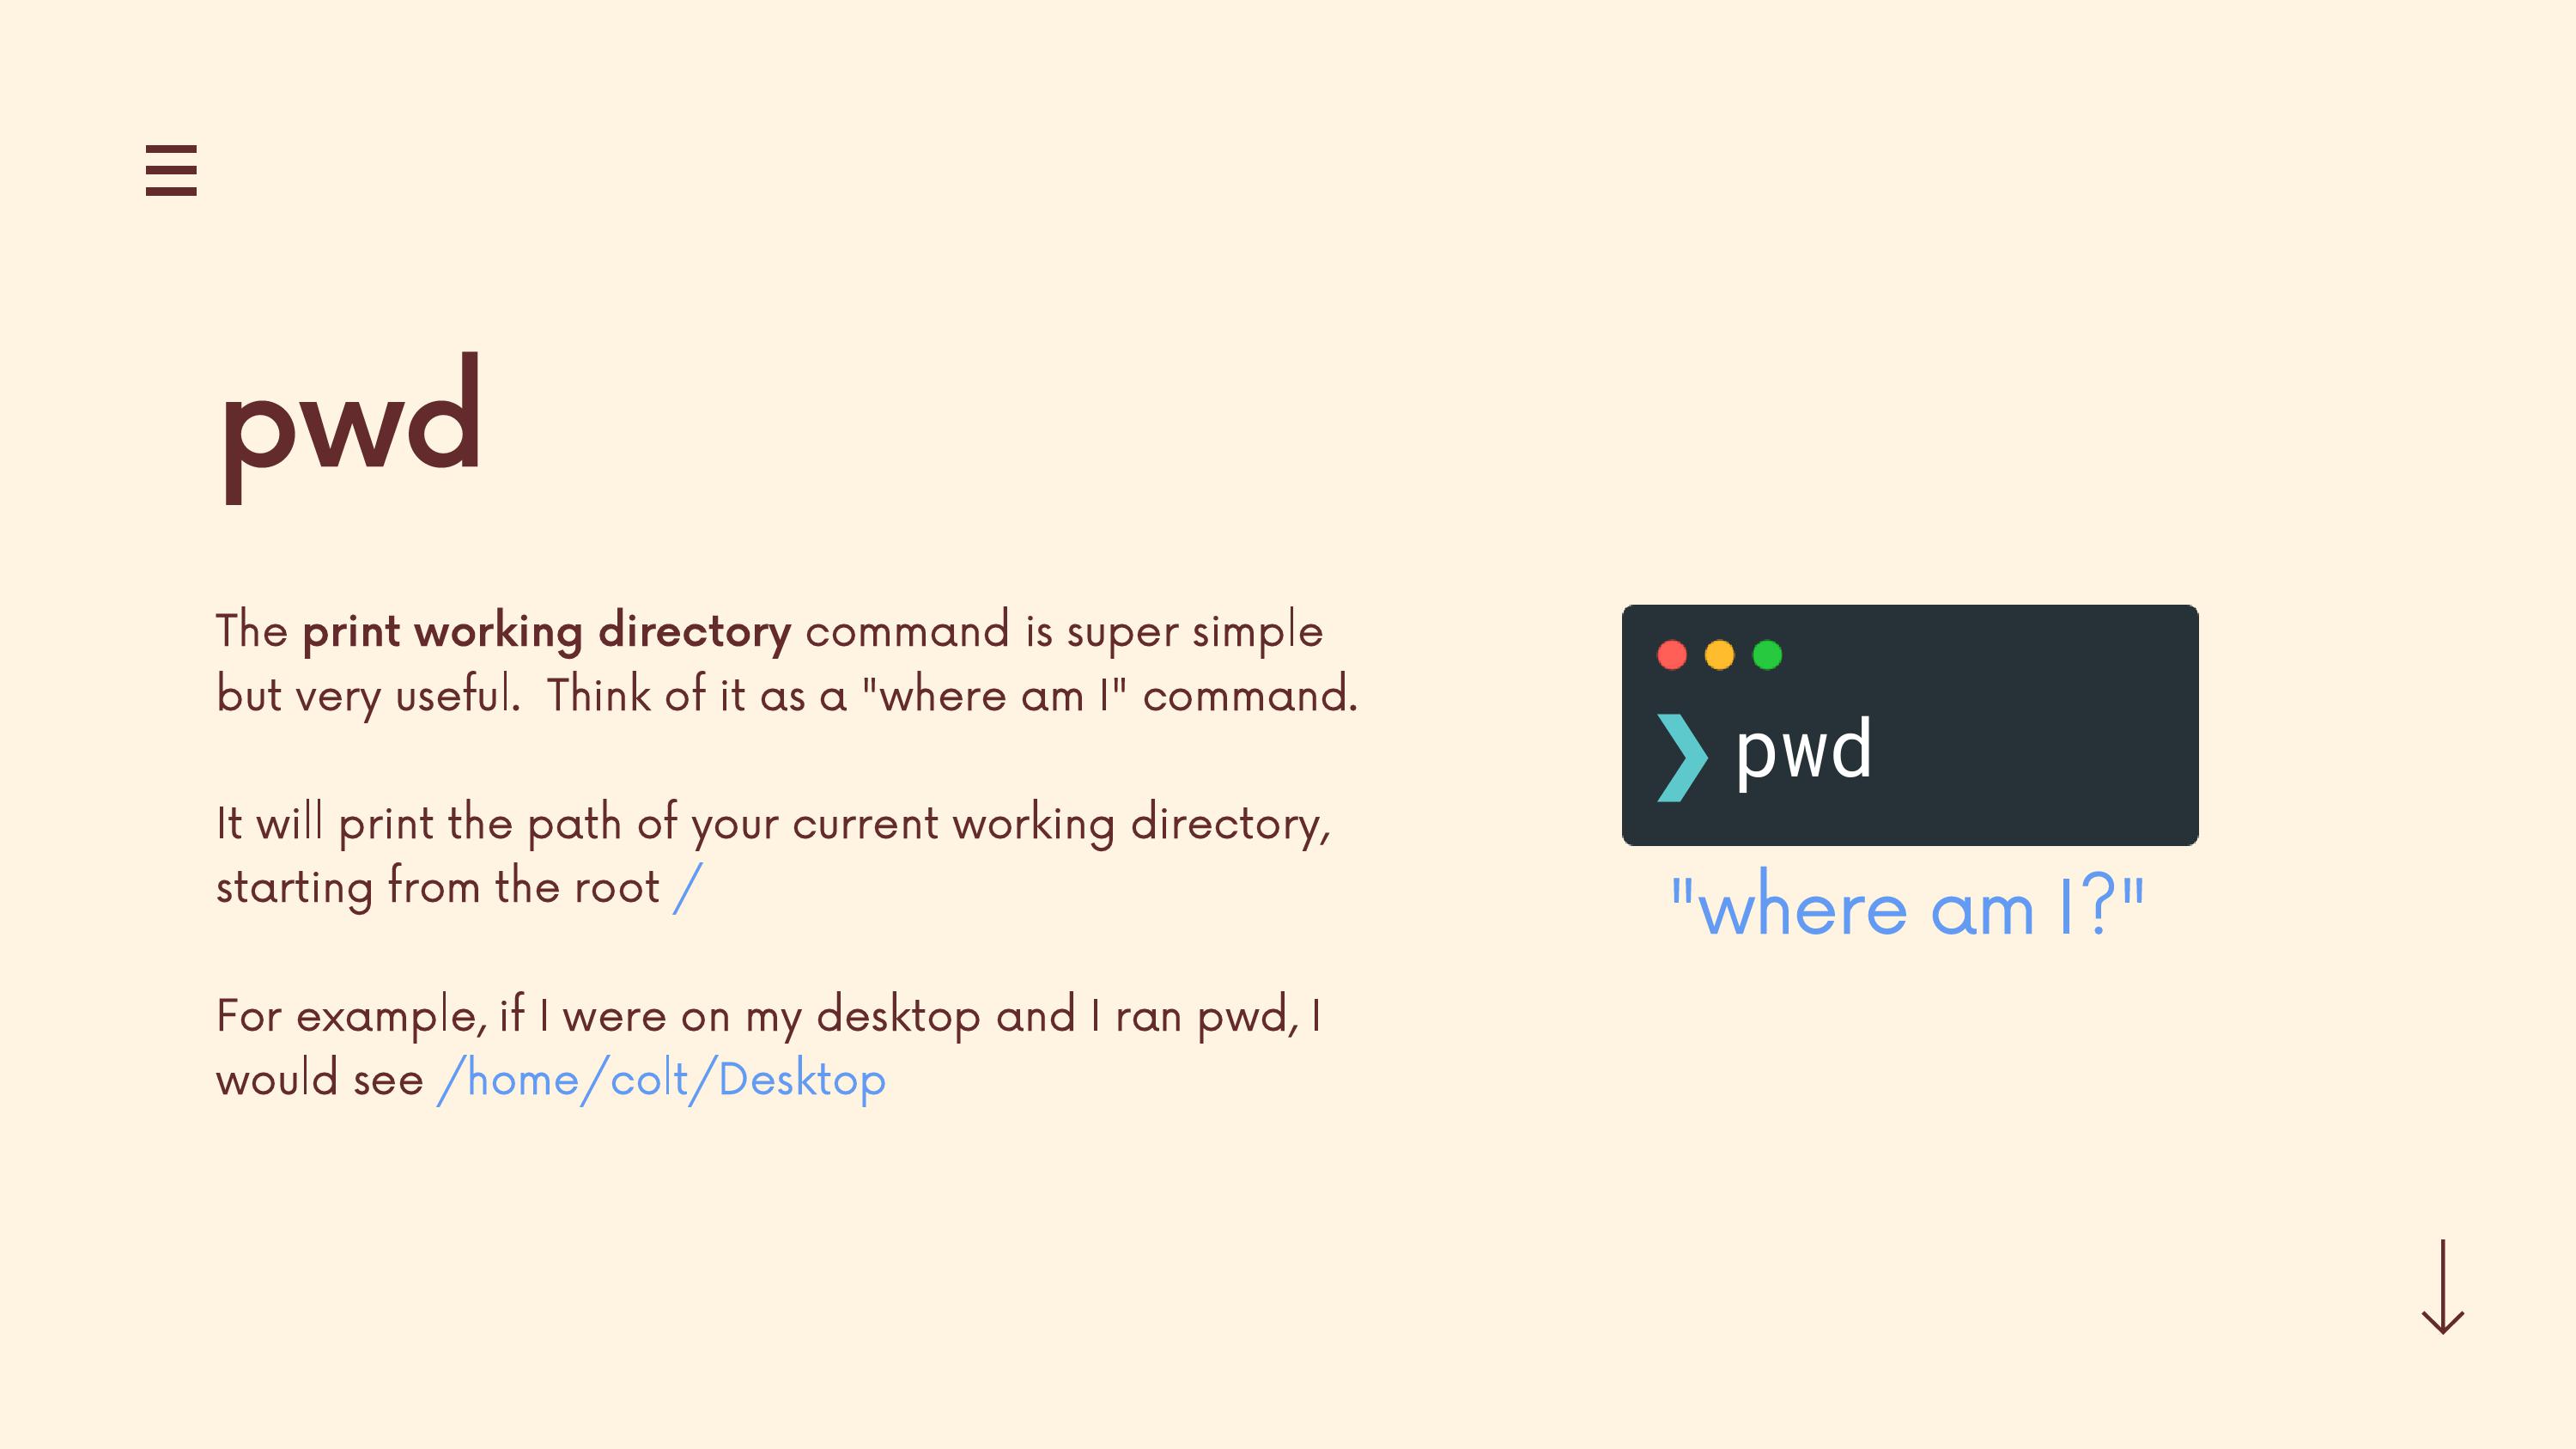 pwd
The print working directory command is super simple
but very useful.  Think of it as a "where am I" command.
It will print the path of your current working directory,
starting from the root /
For example, if I were on my desktop and I ran pwd, I
would see /home/colt/Desktop
❯ pwd
"where am I?"